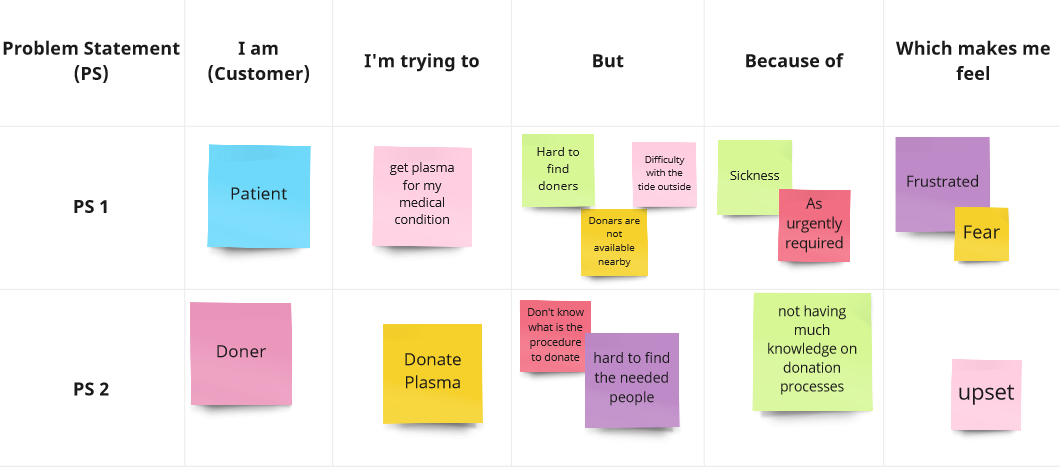 Problem Statement
(PS)
I am
(Customer)
I'm trying to
But
Because of
Which makes me
feel
PS 1
Patient
get plasma
for my
medical
condition
Hard to
find
doners
Difficulty
with the
tide outside
Donars are
not
available
nearby
Sickness
As
urgently
required
Frustrated
Fear
PS 2
Doner
Donate
Plasma
Don't know
what is the
procedure
to donate
hard to find
the needed
people
not having
much
knowledge on
donation
processes
upset